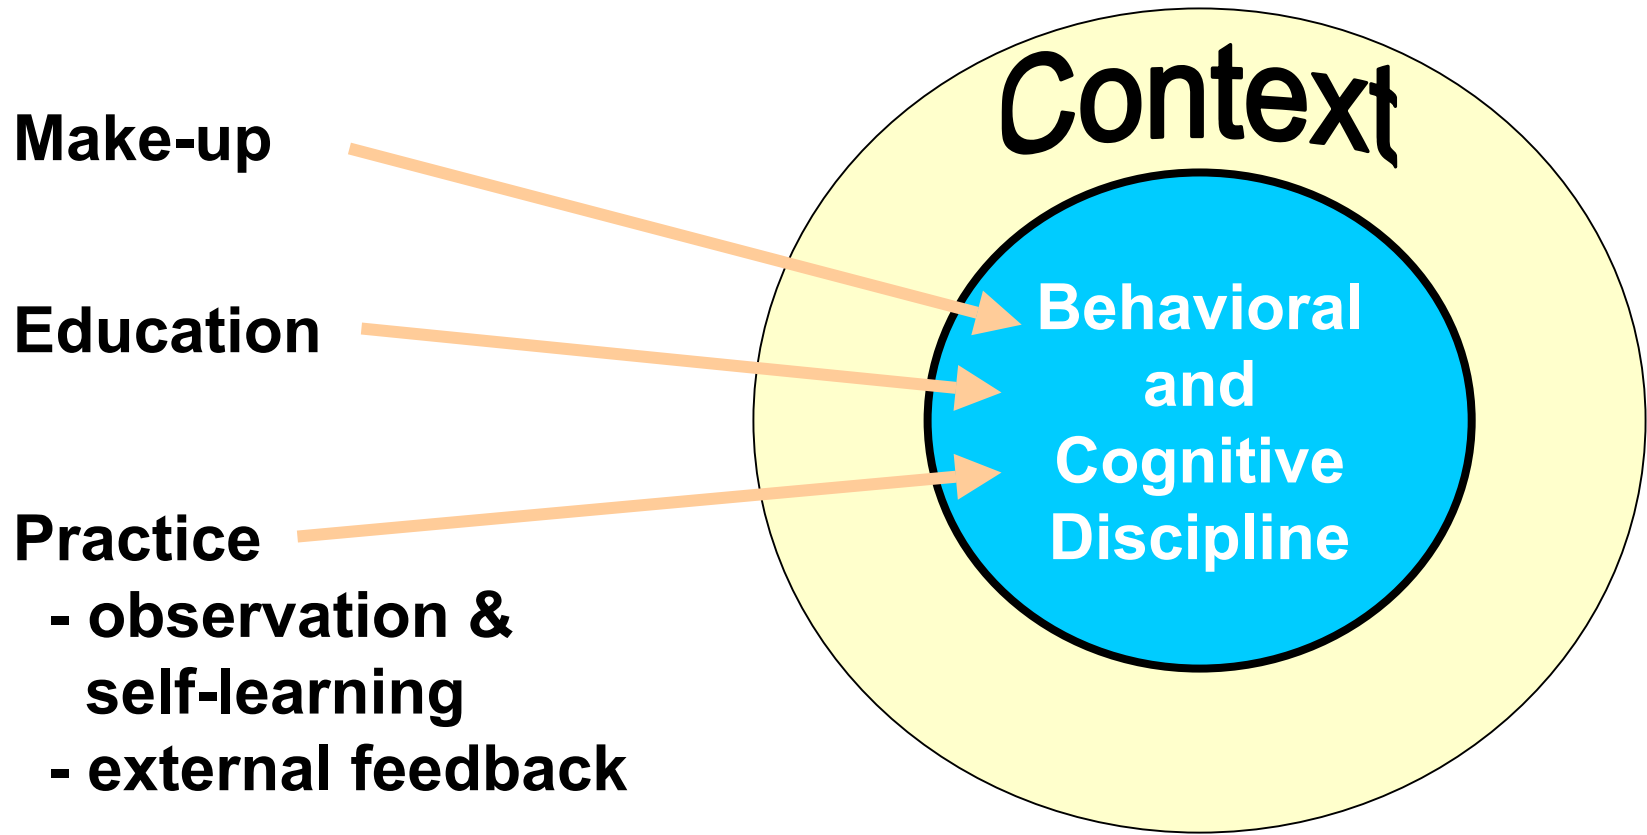 Make-up
Education
Practice
- observation &
self-learning
- external feedback
Context
Behavioral
and
Cognitive
Discipline